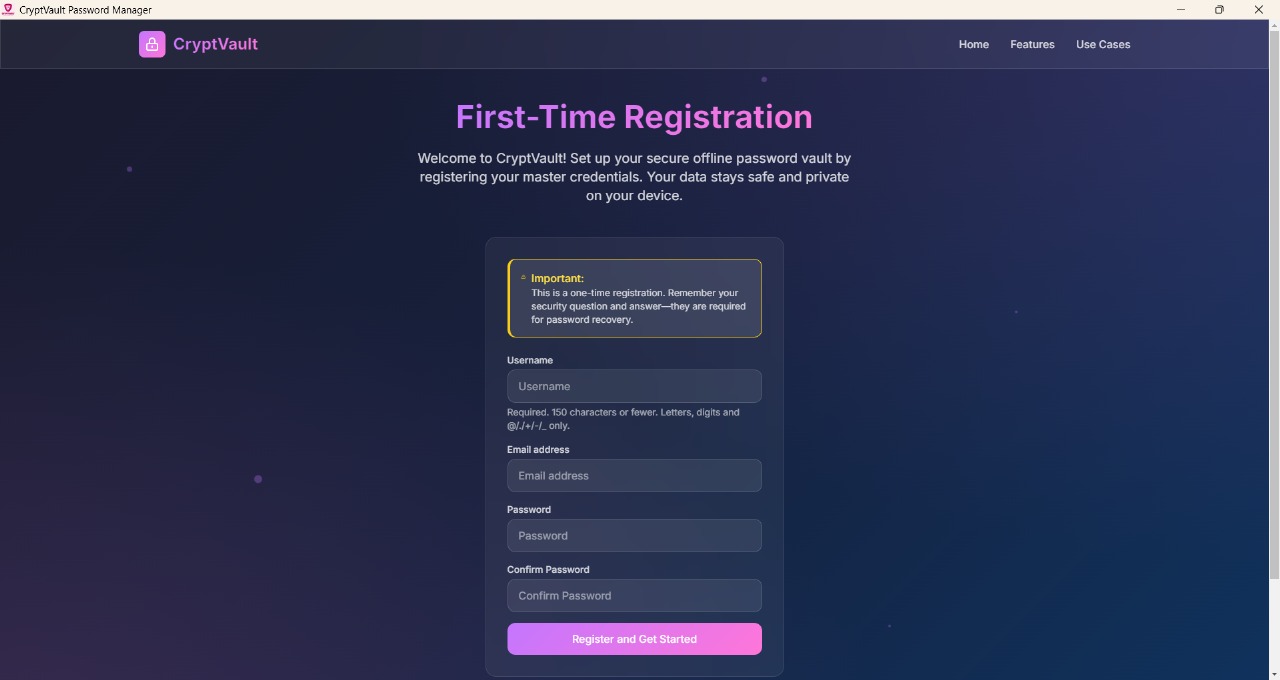 CryptVault Password Manager
CryptVault
Home
Features
Use Cases
First-Time Registration
Welcome to CryptVault! Set up your secure offline password vault by
registering your master credentials. Your data stays safe and private
on your device.
Important:
This is a one-time registration. Remember your
security question and answer—they are required
for password recovery.
Username
Username
Required. 150 characters or fewer. Letters, digits and
@/./+/-/_ only.
Email address
Email address
Password
Password
Confirm Password
Confirm Password
Register and Get Started